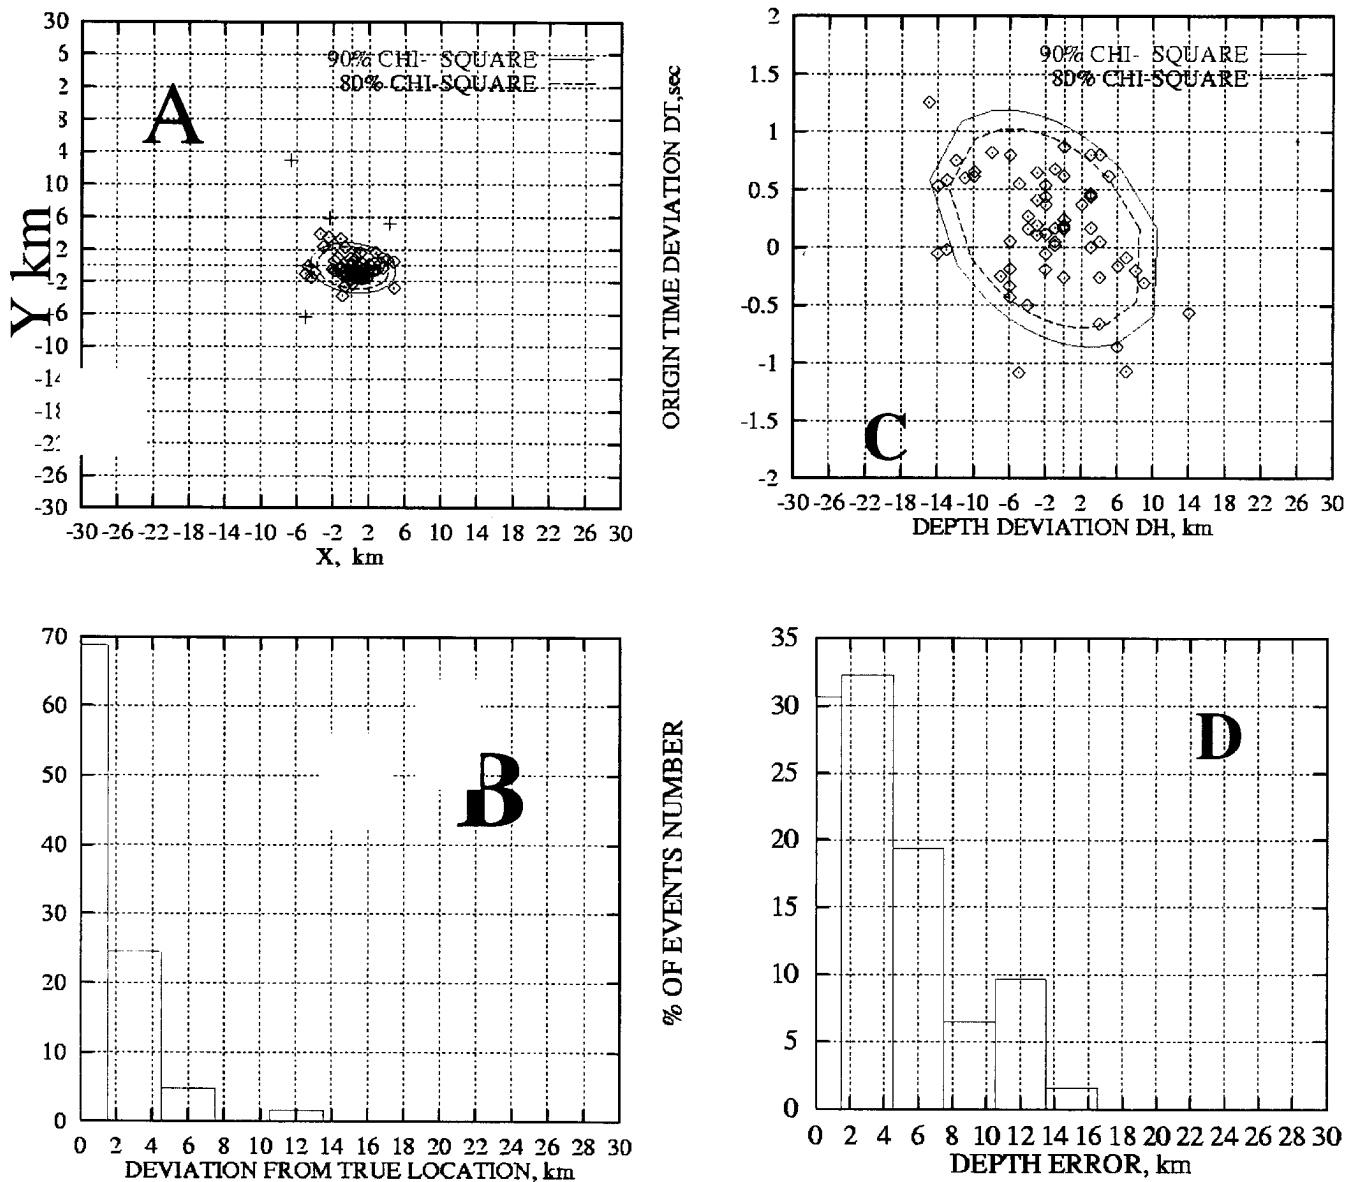 30
5
2
8
4
10
6
2
-2
-6
-10
-14
-18
-22
-26
-30
Y km
90% CHI- SQUARE
80% CHI-SQUARE
A
-30 -26 -22 -18 -14 -10 -6 -2 2 6 10 14 18 22 26 30
X, km
2
1.5
1
0.5
0
-0.5
-1
-1.5
-2
ORIGIN TIME DEVIATION DT,sec
90% CHI- SQUARE
80% CHI-SQUARE
C
-30 -26 -22 -18 -14 -10 -6 -2 2 6 10 14 18 22 26 30
DEPTH DEVIATION DH, km
70
60
50
40
30
20
10
0
B
0 2 4 6 8 10 12 14 16 18 20 22 24 26 28 30
DEVIATION FROM TRUE LOCATION, km
35
30
25
20
15
10
5
0
% OF EVENTS NUMBER
D
0 2 4 6 8 10 12 14 16 18 20 22 24 26 28 30
DEPTH ERROR, km